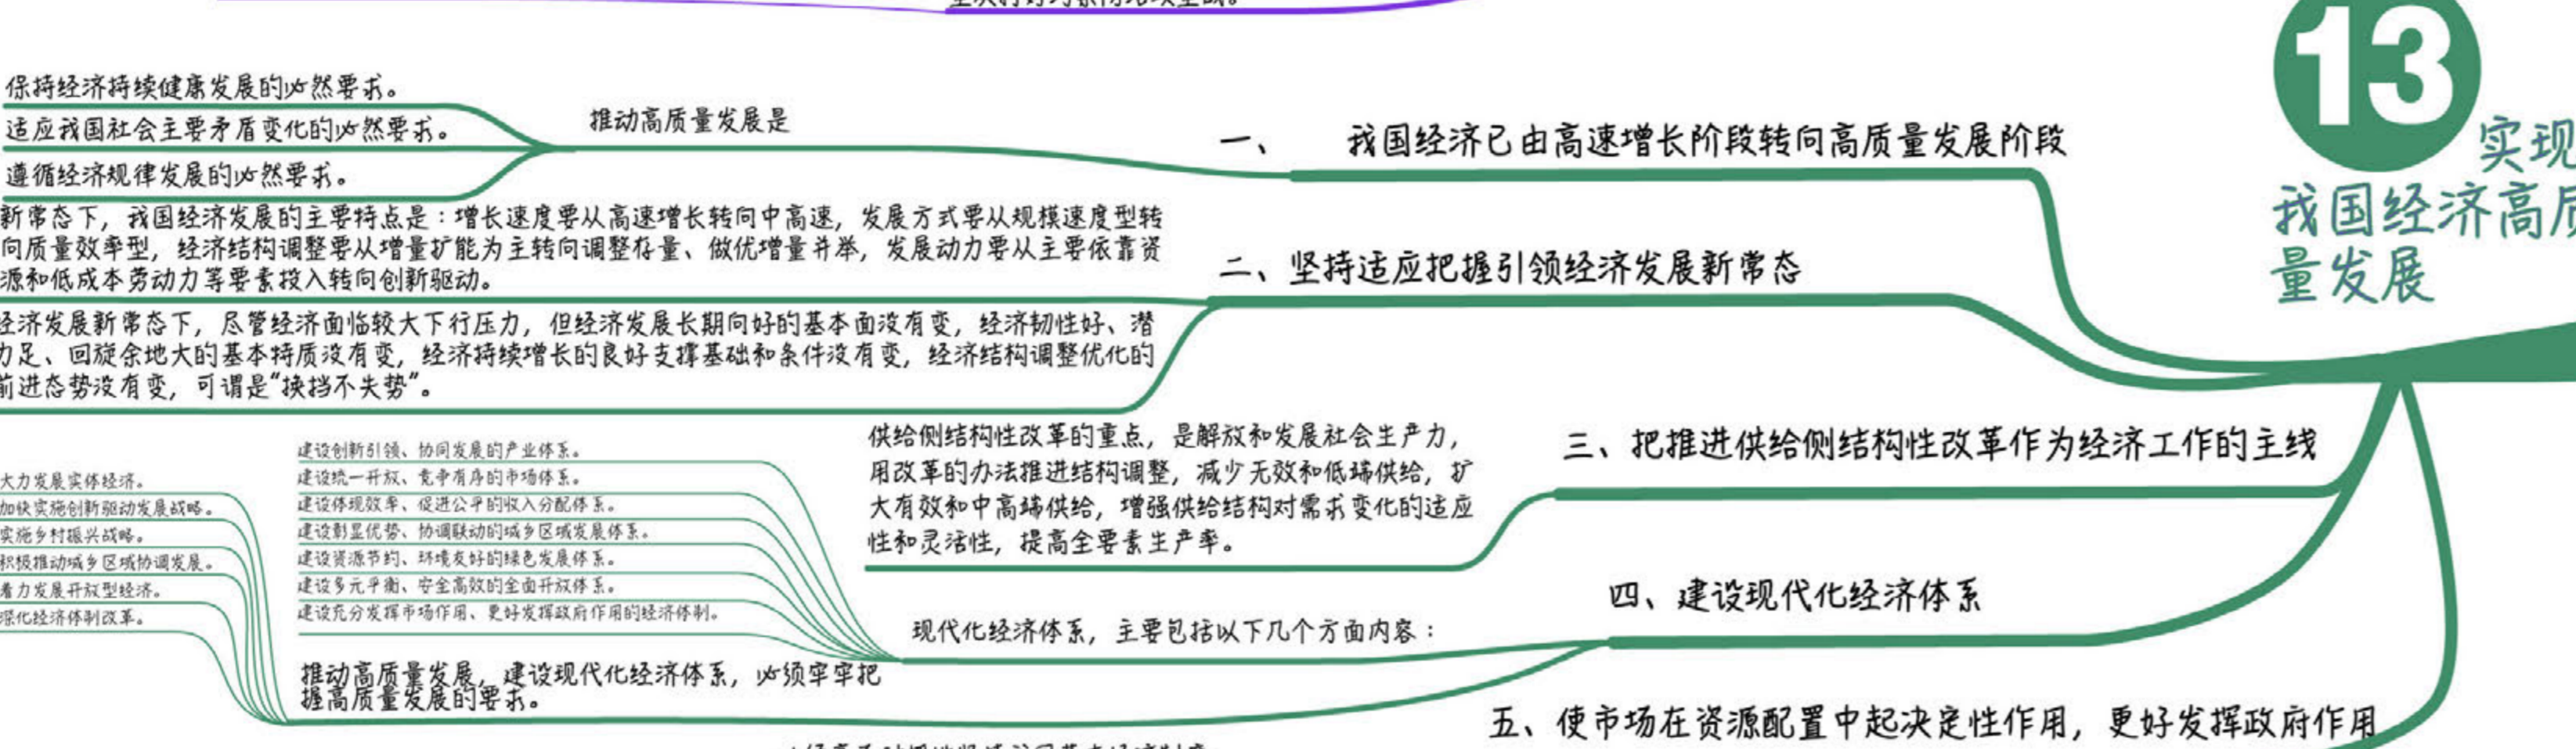 13
实现
我国经济高质
量发展
一、 我国经济已由高速增长阶段转向高质量发展阶段
推动高质量发展是
保持经济持续健康发展的必然要求。
适应我国社会主要矛盾变化的必然要求。
遵循经济规律发展的必然要求。
二、坚持适应把握引领经济发展新常态
新常态下，我国经济发展的主要特点是：增长速度要从高速增长转向中高速，发展方式要从规模速度型转
向质量效率型，经济结构调整要从增量扩能为主转向调整存量、做优增量并举，发展动力要从主要依靠资
源和低成本劳动力等要素投入转向创新驱动。
经济发展新常态下，尽管经济面临较大下行压力，但经济发展长期向好的基本面没有变，经济韧性好、潜
力足、回旋余地大的基本特质没有变，经济持续增长的良好支撑基础和条件没有变，经济结构调整优化的
前进态势没有变，可谓是“换挡不失势”。
三、把推进供给侧结构性改革作为经济工作的主线
供给侧结构性改革的重点，是解放和发展社会生产力，
用改革的办法推进结构调整，减少无效和低端供给，扩
大有效和中高端供给，增强供给结构对需求变化的适应
性和灵活性，提高全要素生产率。
四、建设现代化经济体系
现代化经济体系，主要包括以下几个方面内容：
建设创新引领、协同发展的产业体系。
建设统一开放、竞争有序的市场体系。
建设体现效率、促进公平的收入分配体系。
建设彰显优势、协调联动的城乡区域发展体系。
建设资源节约、环境友好的绿色发展体系。
建设多元平衡、安全高效的全面开放体系。
建设充分发挥市场作用、更好发挥政府作用的经济体制。
推动高质量发展，建设现代化经济体系，必须牢牢把
握高质量发展的要求。
大力发展实体经济。
加快实施创新驱动发展战略。
实施乡村振兴战略。
积极推动城乡区域协调发展。
着力发展开放型经济。
深化经济体制改革。
五、使市场在资源配置中起决定性作用，更好发挥政府作用